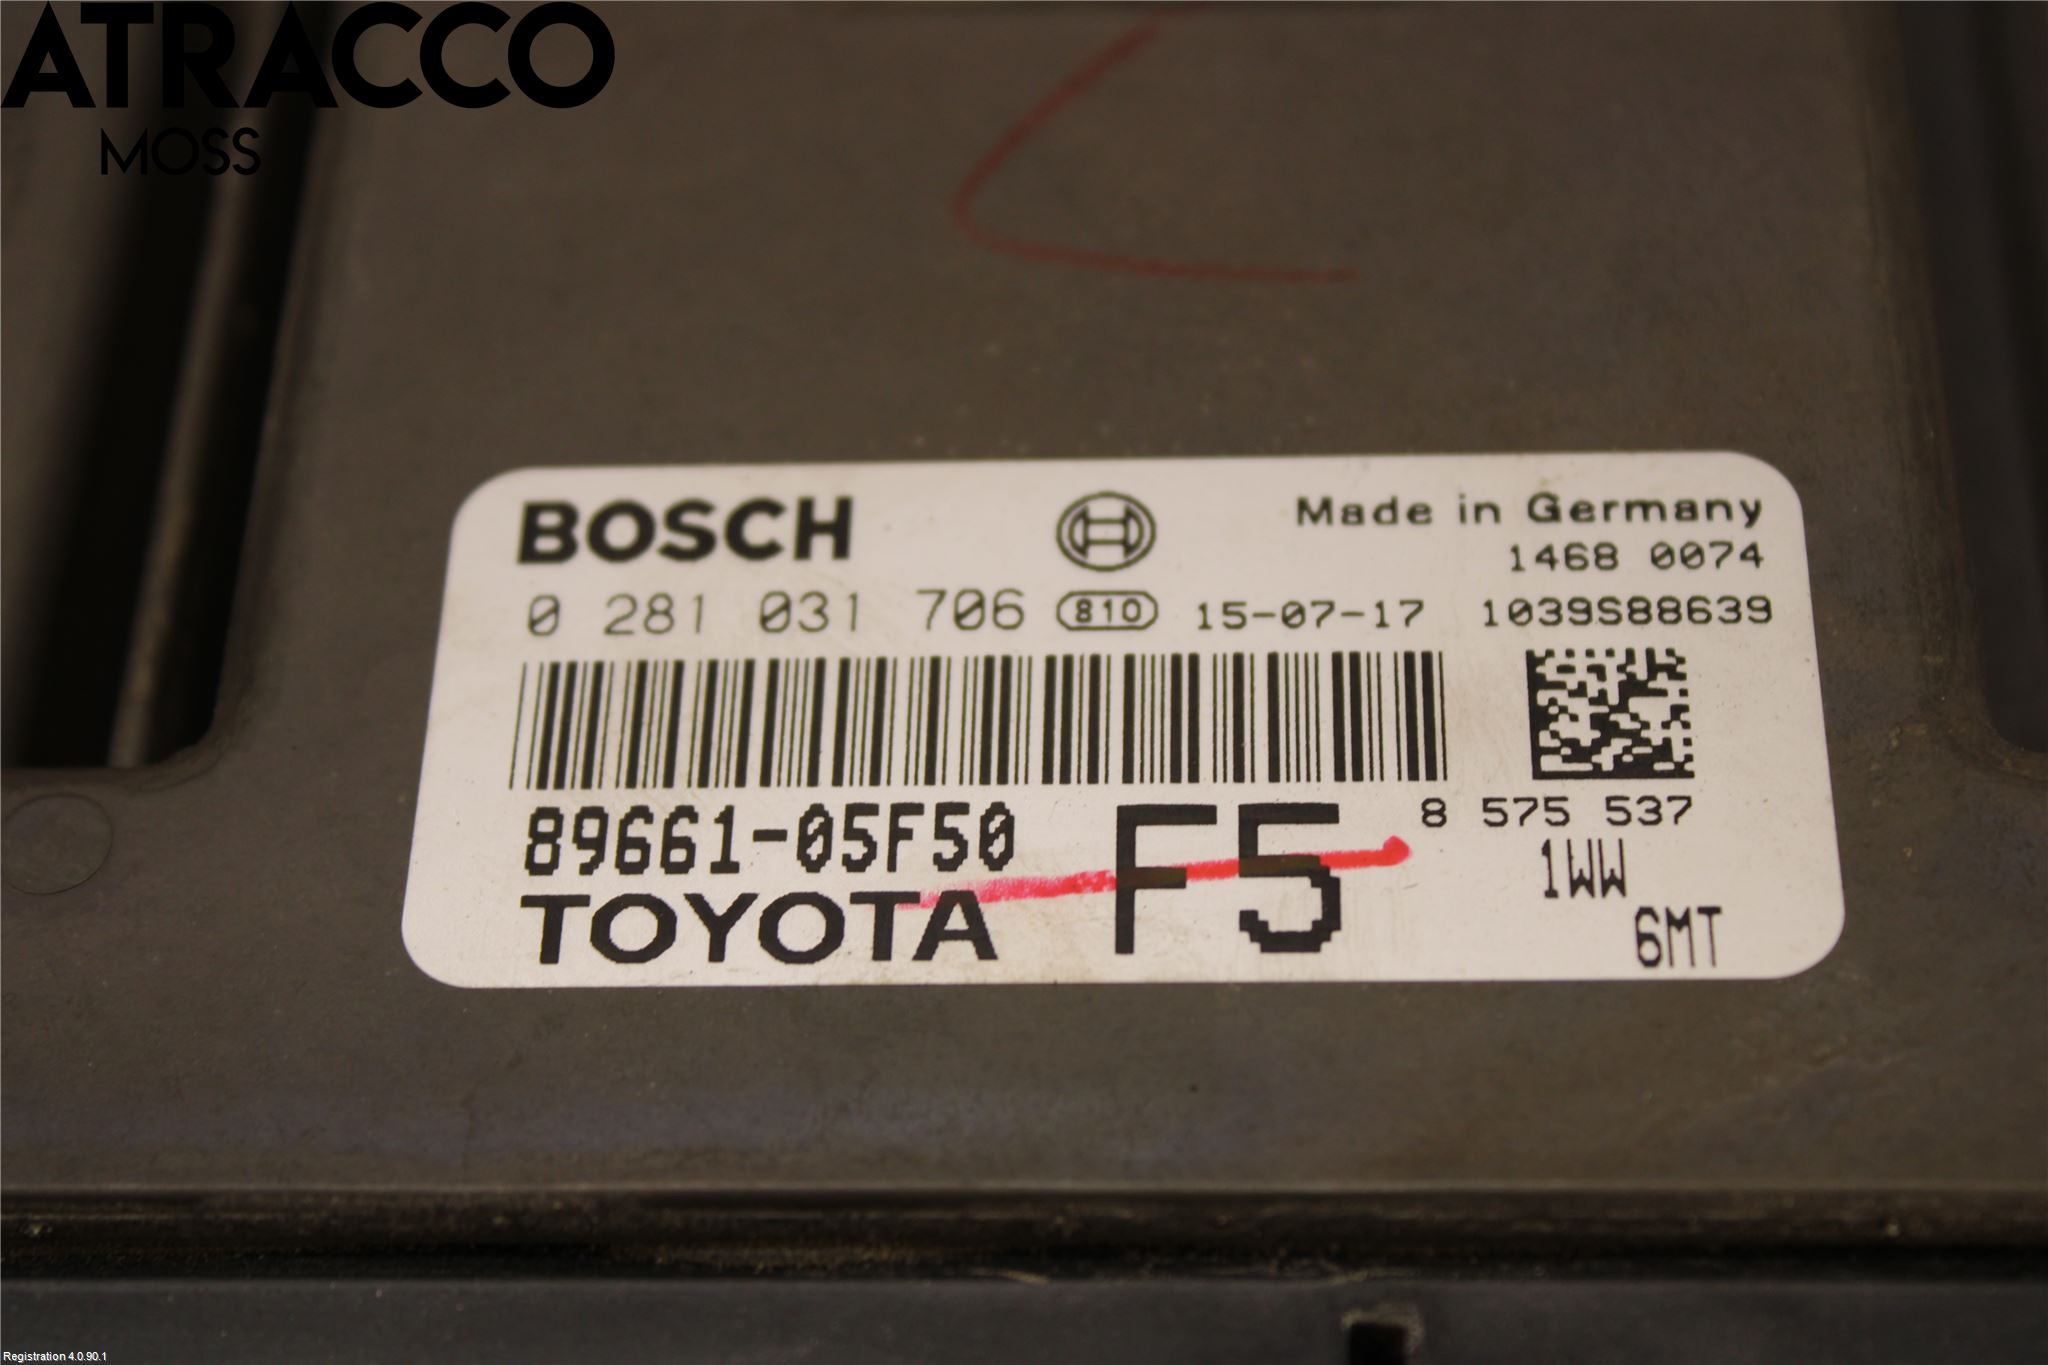 ATRACCO
MOSS
BOSCH
Made in Germany
1468 0074
0 281 031 706 810 15-07-17 1039S88639
89661-05F50
TOYOTA
F5
8 575 537
1WW
6MT
Registration 4.0.90.1